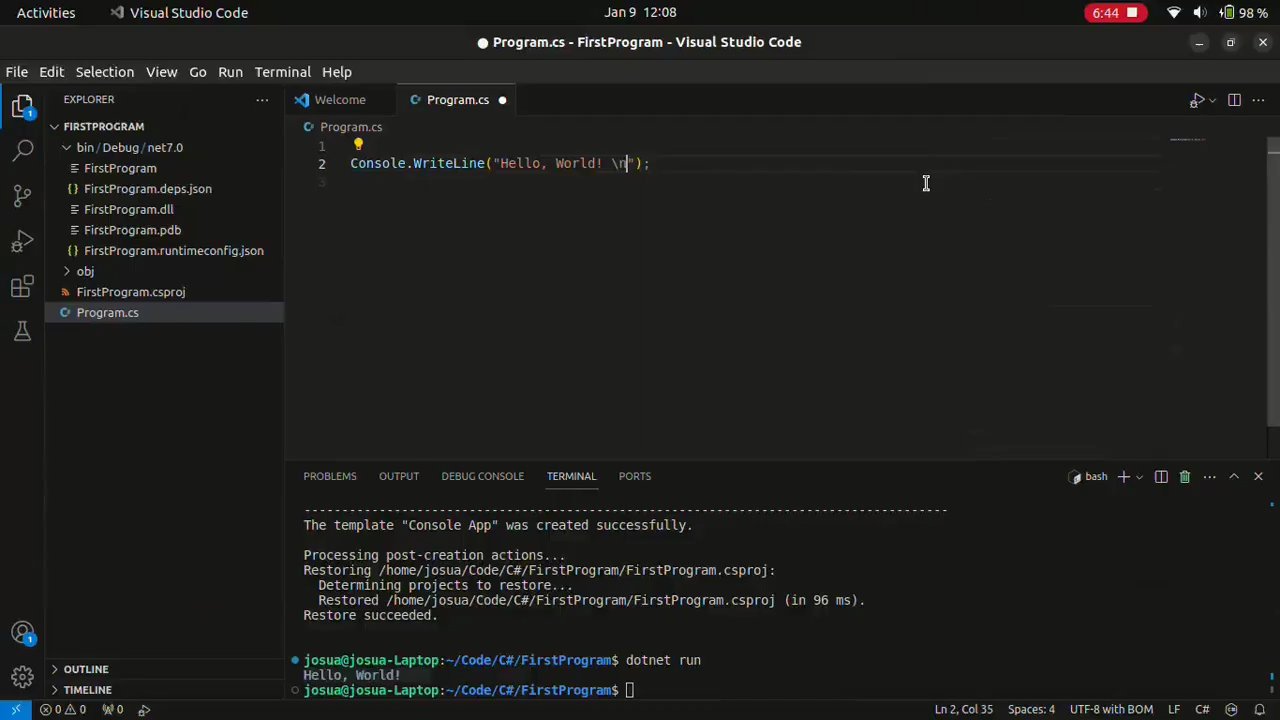 Activities
Visual Studio Code
Jan 9 12:08
6:44
98 %
Program.cs - FirstProgram - Visual Studio Code
File Edit Selection View Go Run Terminal Help
EXPLORER
Welcome
Program.cs
FIRSTPROGRAM
Program.cs
bin / Debug / net7.0
1
FirstProgram
2 Console.WriteLine("Hello, World! \n");
FirstProgram.deps.json
3
FirstProgram.dll
FirstProgram.pdb
FirstProgram.runtimeconfig.json
obj
FirstProgram.csproj
Program.cs
PROBLEMS OUTPUT DEBUG CONSOLE TERMINAL PORTS
bash
--------------------------------------------------------------------------------------
The template "Console App" was created successfully.
Processing post-creation actions...
Restoring /home/josua/Code/C#/FirstProgram/FirstProgram.csproj:
Determining projects to restore...
Restored /home/josua/Code/C#/FirstProgram/FirstProgram.csproj (in 96 ms).
Restore succeeded.
josua@josua-Laptop:~/Code/C#/FirstProgram$ dotnet run
Hello, World!
josua@josua-Laptop:~/Code/C#/FirstProgram$
1
1
OUTLINE
TIMELINE
0 0 0
Ln 2, Col 35 Spaces: 4 UTF-8 with BOM LF C#